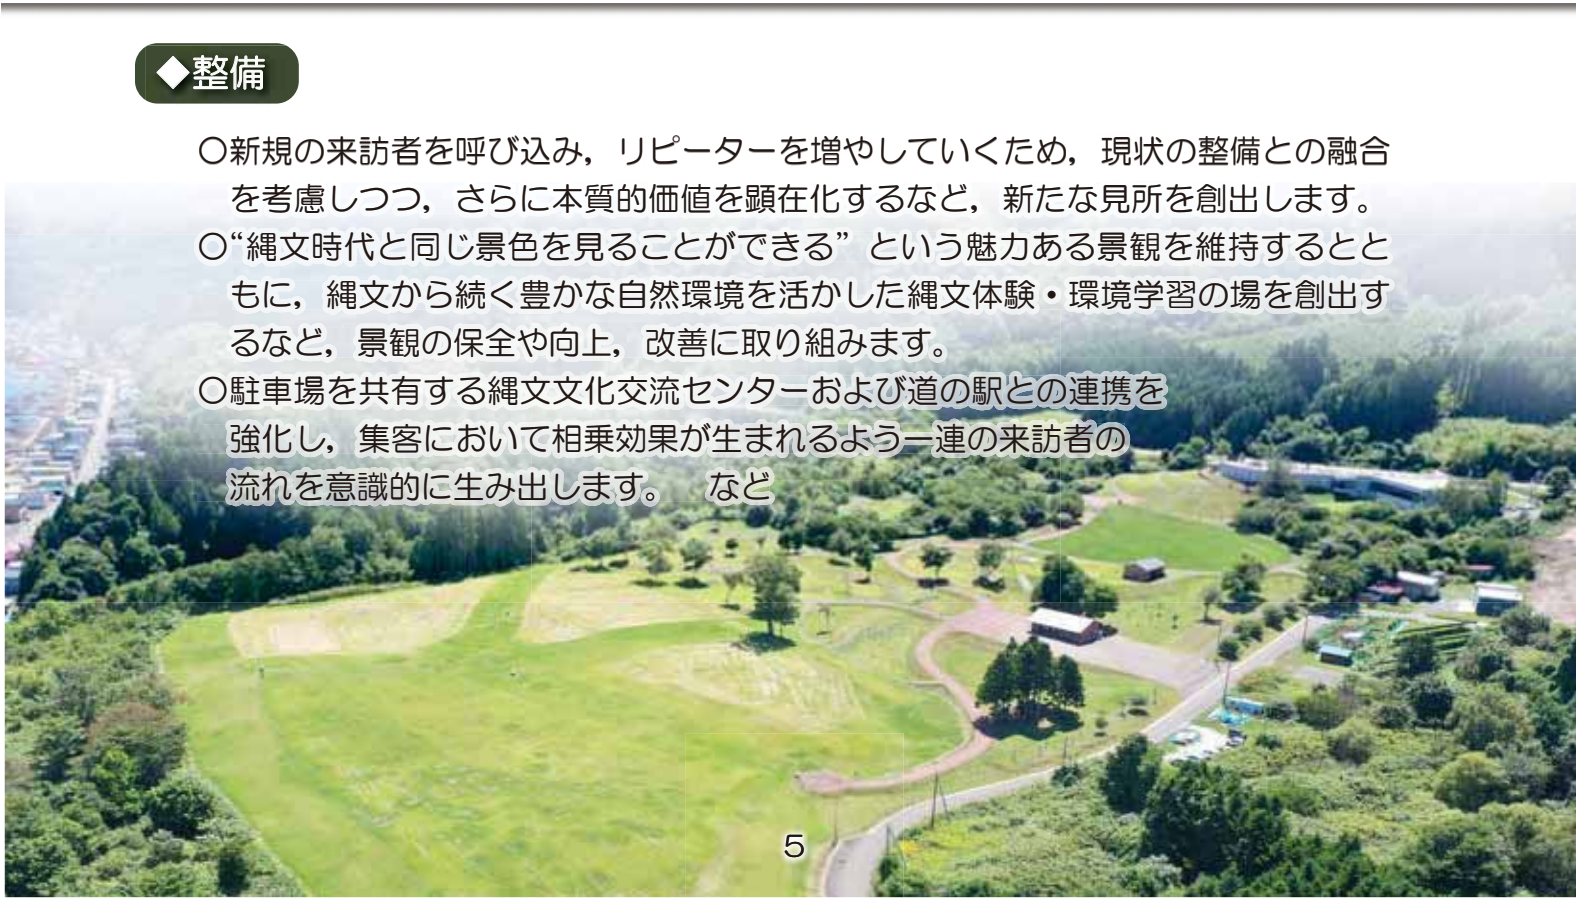 ◆整備
〇新規の来訪者を呼び込み，リピーターを増やしていくため，現状の整備との融合
を考慮しつつ，さらに本質的価値を顕在化するなど，新たな見所を創出します。
〇“縄文時代と同じ景色を見ることができる”という魅力ある景観を維持するとと
もに，縄文から続く豊かな自然環境を活かした縄文体験・環境学習の場を創出す
るなど，景観の保全や向上，改善に取り組みます。
〇駐車場を共有する縄文文化交流センターおよび道の駅との連携を
強化し，集客において相乗効果が生まれるよう一連の来訪者の
流れを意識的に生み出します。　など
5